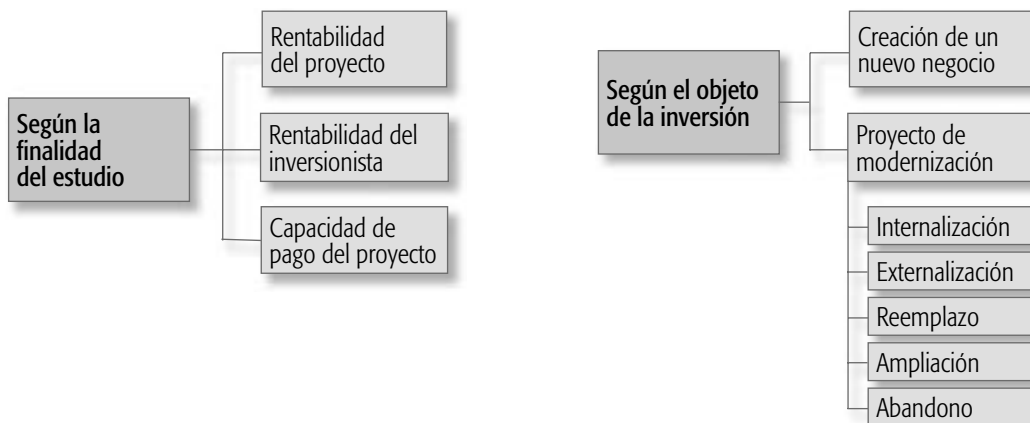 Según la
finalidad
del estudio
Rentabilidad
del proyecto
Rentabilidad del
inversionista
Capacidad de
pago del proyecto
Según el objeto
de la inversión
Creación de un
nuevo negocio
Proyecto de
modernización
Internalización
Externalización
Reemplazo
Ampliación
Abandono